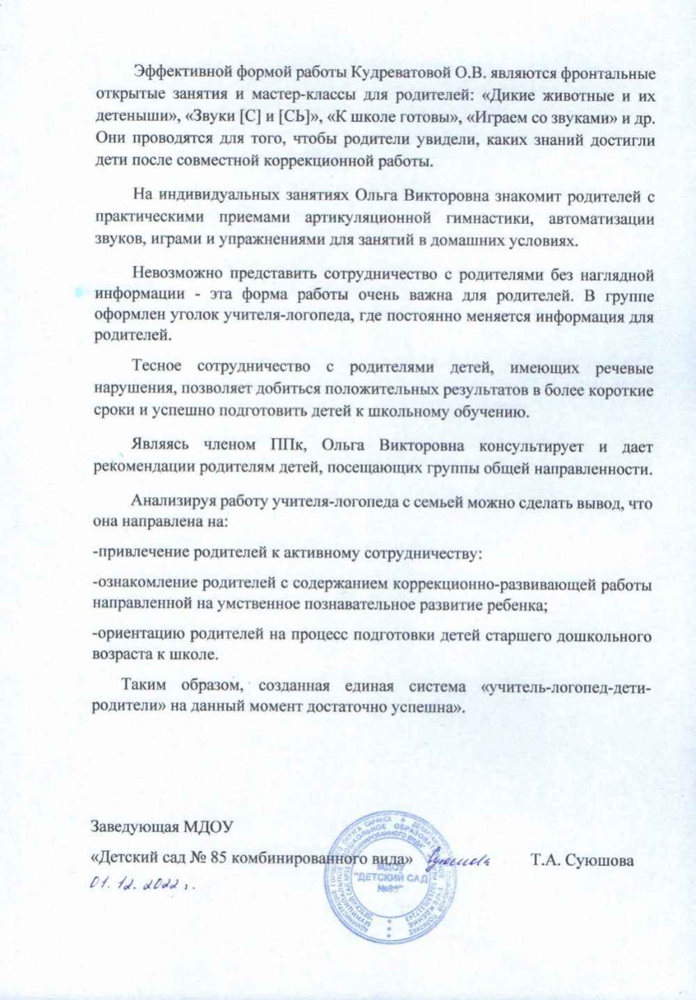 Эффективной формой работы Кудреватовой О.В. являются фронтальные
открытые занятия и мастер-классы для родителей: «Дикие животные и их
детеныши», «Звуки [С] и [СЬ]», «К школе готовы», «Играем со звуками» и др.
Они проводятся для того, чтобы родители увидели, каких знаний достигли
дети после совместной коррекционной работы.
На индивидуальных занятиях Ольга Викторовна знакомит родителей с
практическими приемами артикуляционной гимнастики, автоматизации
звуков, играми и упражнениями для занятий в домашних условиях.
Невозможно представить сотрудничество с родителями без наглядной
информации - эта форма работы очень важна для родителей. В группе
оформлен уголок учителя-логопеда, где постоянно меняется информация для
родителей.
Тесное сотрудничество с родителями детей, имеющих речевые
нарушения, позволяет добиться положительных результатов в более короткие
сроки и успешно подготовить детей к школьному обучению.
Являясь членом ППк, Ольга Викторовна консультирует и дает
рекомендации родителям детей, посещающих группы общей направленности.
Анализируя работу учителя-логопеда с семьей можно сделать вывод, что
она направлена на:
-привлечение родителей к активному сотрудничеству:
-ознакомление родителей с содержанием коррекционно-развивающей работы
направленной на умственное познавательное развитие ребенка;
-ориентацию родителей на процесс подготовки детей старшего дошкольного
возраста к школе.
Таким образом, созданная единая система «учитель-логопед-дети-
родители» на данный момент достаточно успешна».
Заведующая МДОУ
«Детский сад № 85 комбинированного вида» Суюшова Т.А. Суюшова
01.12.2022 г.
МДОУ
"ДЕТСКИЙ САД
№85"